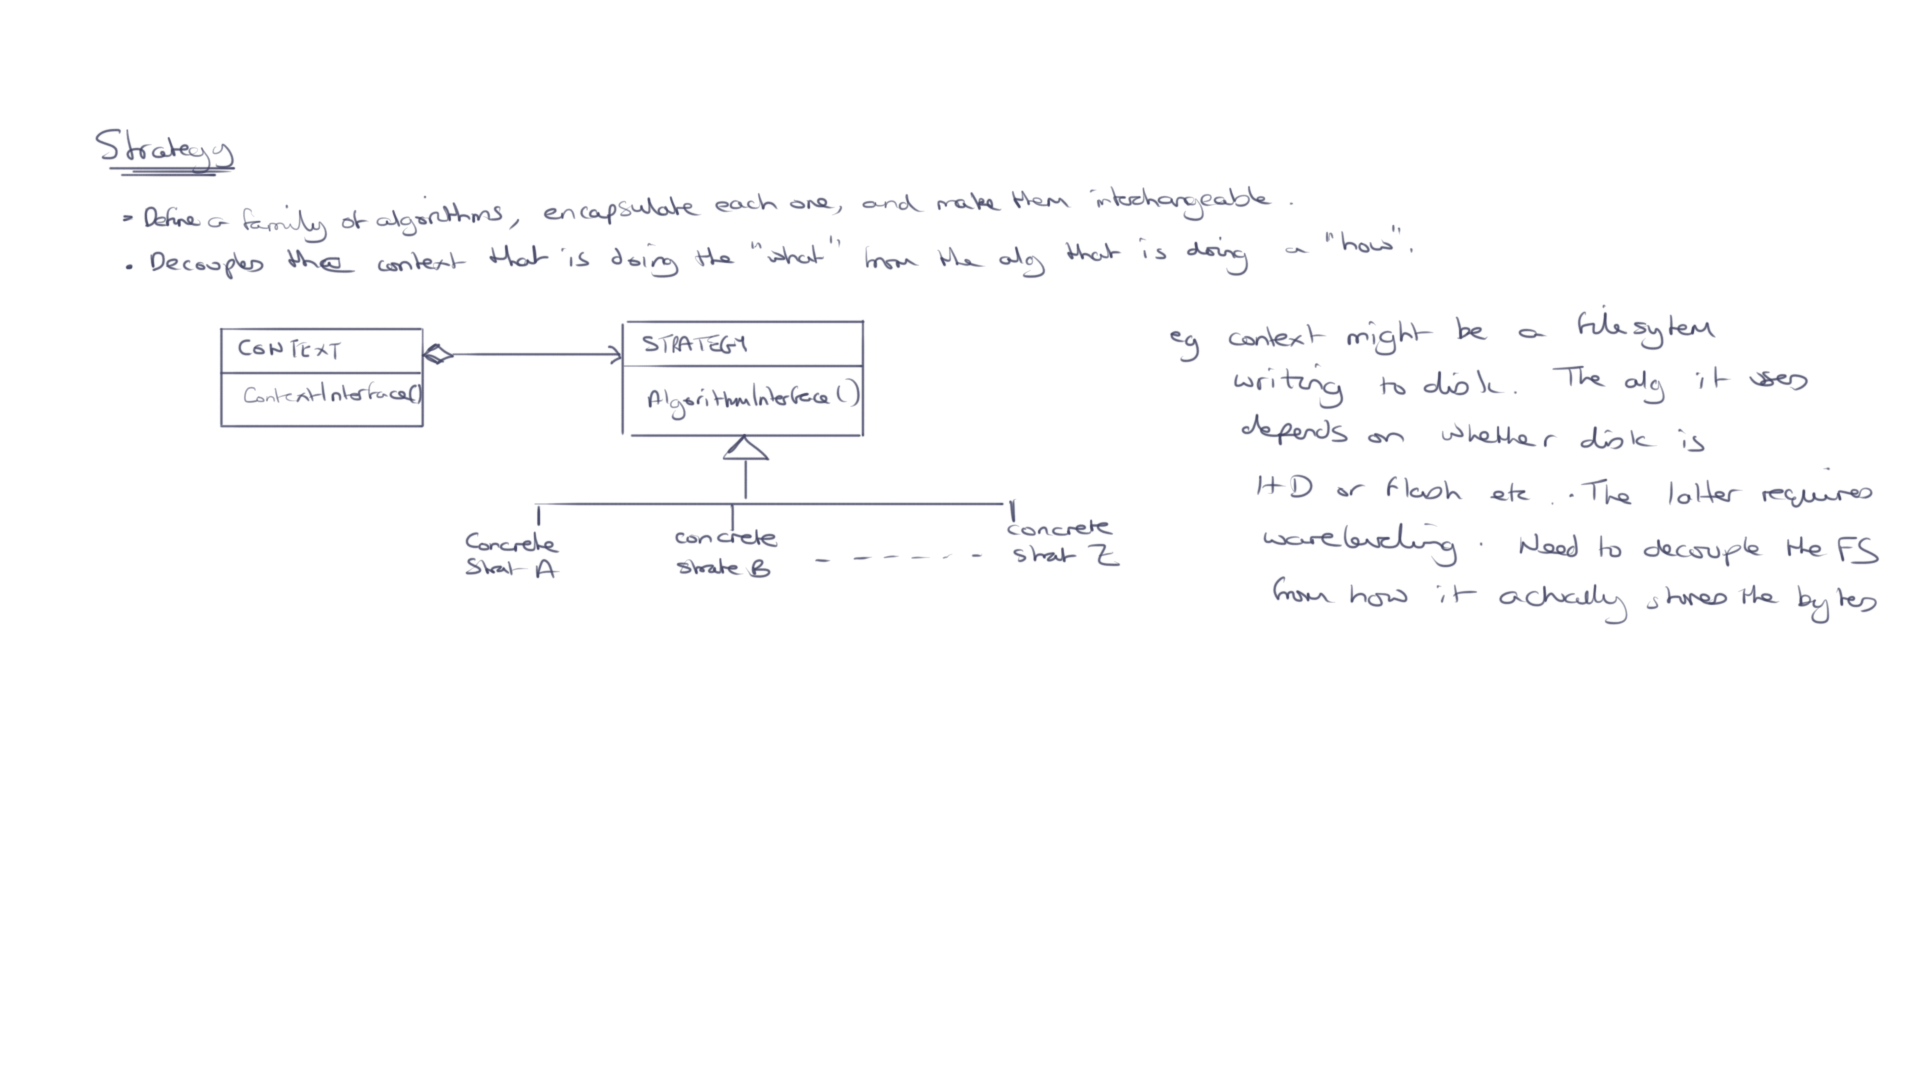 Strategy
Define a family of algorithms, encapsulate each one, and make them interchangeable.
• Decouples the context that is doing the "what" from the alg that is doing a "how".
CONTEXT
ContextInterface()
STRATEGY
AlgorithmInterface()
Concrete
Strat A
concrete
strate B
concrete
strat Z
eg context might be a filesytem
writing to disk. The alg it uses
depends on whether disk is
HD or flash etc. The latter requires
wareleveling. Need to decouple the FS
from how it actually stores the bytes